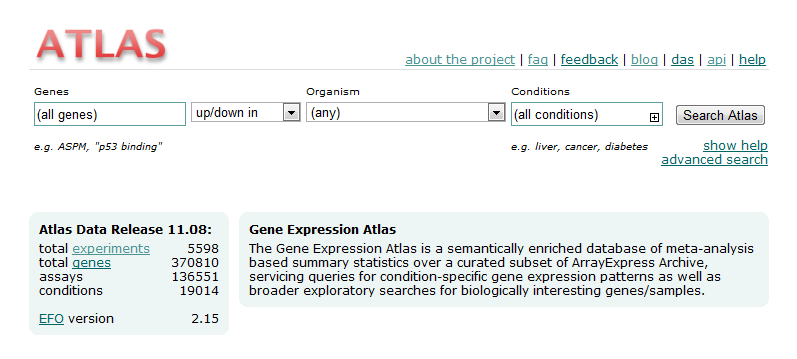 ATLAS
about the project | faq | feedback | blog | das | api | help
Genes Organism Conditions
(all genes) up/down in (any) (all conditions) Search Atlas
e.g. ASPM, "p53 binding" e.g. liver, cancer, diabetes show help
advanced search
Atlas Data Release 11.08:
total experiments 5598
total genes 370810
assays 136551
conditions 19014
EFO version 2.15
Gene Expression Atlas
The Gene Expression Atlas is a semantically enriched database of meta-analysis
based summary statistics over a curated subset of ArrayExpress Archive,
servicing queries for condition-specific gene expression patterns as well as
broader exploratory searches for biologically interesting genes/samples.